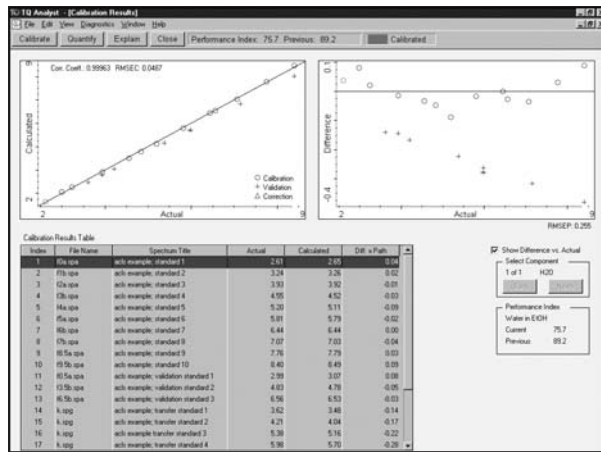 TQ Analyst - [Calibration Results]
File Edit View Diagnostics Window Help
Calibrate Quantify Explain Close Performance Index: 75.7 Previous: 89.2 Calibrated
Corr. Coeff.: 0.99963 RMSEC: 0.0487
9
Calculated
2
2 Actual 9
Calibration
Validation
Correction
0.1
Difference
-0.4
2 Actual 9
RMSEP: 0.255
Calibration Results Table
Index File Name Spectrum Title Actual Calculated Diff. x Path
1 acb example; standard 1 2.61 2.65 0.04
2 f1b.spa acb example; standard 2 3.24 3.26 0.02
3 f2a.spa acb example; standard 3 3.93 3.92 -0.01
4 f3b.spa acb example; standard 4 4.55 4.52 -0.03
5 f4a.spa acb example; standard 5 5.20 5.11 -0.09
6 f5a.spa acb example; standard 6 5.81 5.79 -0.02
7 f6b.spa acb example; standard 7 6.44 6.44 0.00
8 f7b.spa acb example; standard 8 7.07 7.03 -0.04
9 f8.5a.spa acb example; standard 9 7.76 7.79 0.03
10 f9.5b.spa acb example; standard 10 8.40 8.49 0.09
11 f0.5a.spa acb example; validation standard 1 2.99 3.07 0.08
12 f3.5b.spa acb example; validation standard 2 4.83 4.78 -0.05
13 f6.5b.spa acb example; validation standard 3 6.56 6.53 -0.03
14 k.spg acb example; transfer standard 1 3.62 3.48 -0.14
15 k.spg acb example; transfer standard 2 4.21 4.04 -0.17
16 k.spg acb example transfer standard 3 5.38 5.16 -0.22
17 k.spg acb example; transfer standard 4 5.98 5.70 -0.28
Show Difference vs. Actual
Select Component
1 of 1 H2O
Performance Index
Water in EtOH
Current 75.7
Previous 89.2